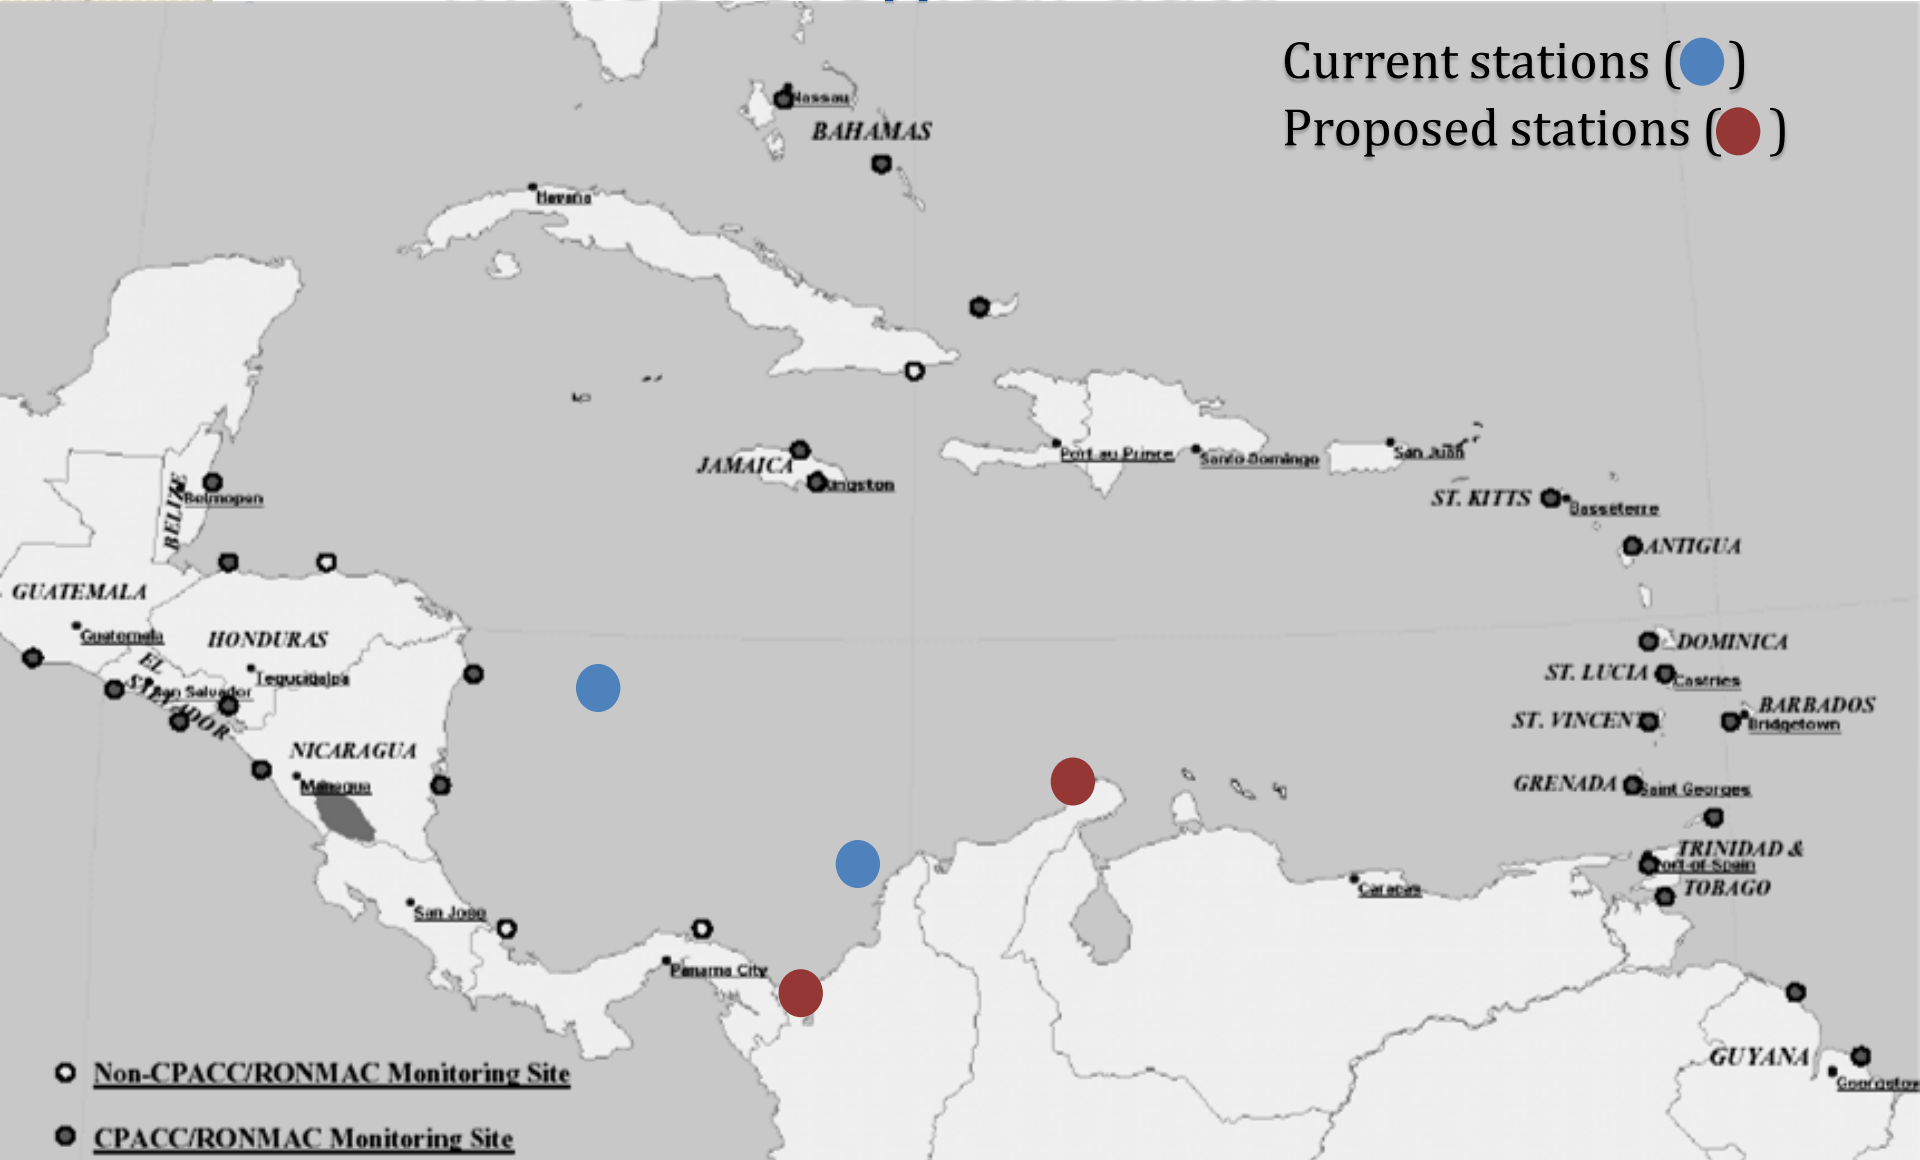 Current stations ( )
Proposed stations ( )
Nassau
BAHAMAS
Havana
JAMAICA
Kingston
Port-au-Prince
Santo Domingo
San Juan
ST. KITTS
Basseterre
ANTIGUA
BELIZE
Belmopan
GUATEMALA
Guatemala
HONDURAS
Tegucigalpa
EL
San Salvador
NICARAGUA
Managua
DOMINICA
ST. LUCIA
Castries
BARBADOS
Bridgetown
ST. VINCENT
GRENADA
Saint Georges
TRINIDAD &
Port-of-Spain
TOBAGO
Caracas
San Jose
Panama City
GUYANA
Non-CPACC/RONMAC Monitoring Site
CPACC/RONMAC Monitoring Site